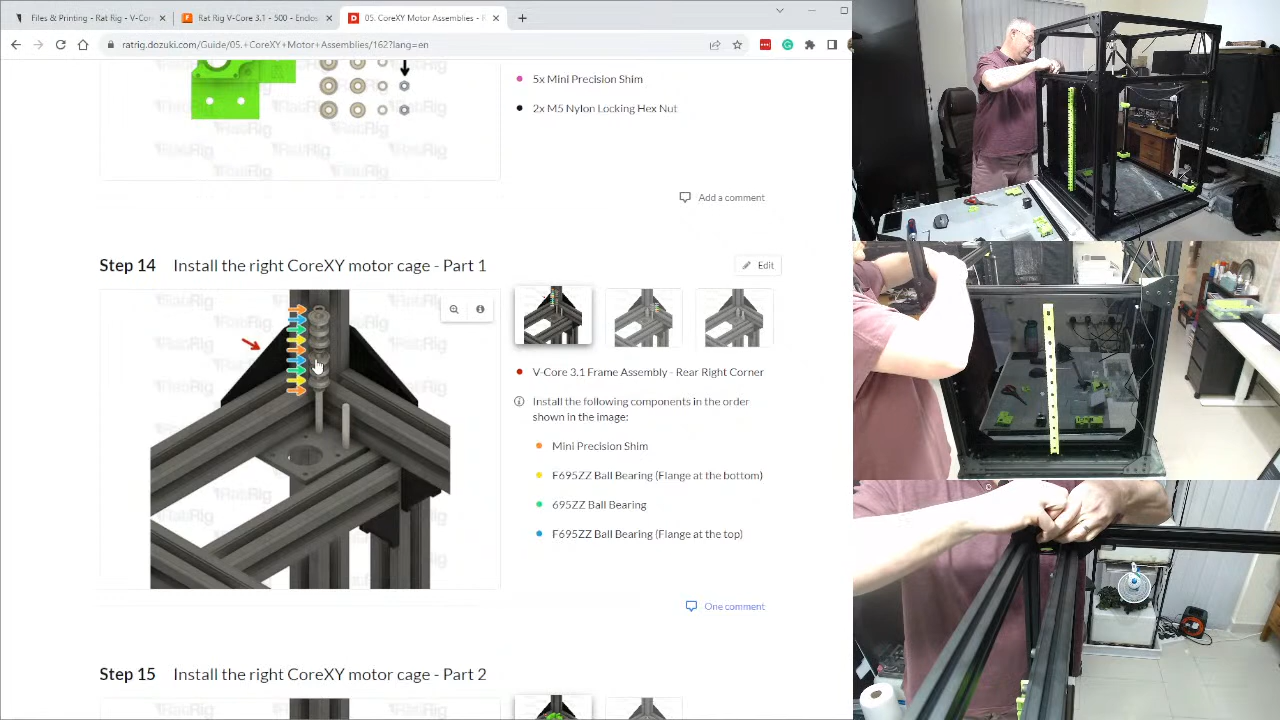 Files & Printing - Rat Rig - V-Co
Rat Rig V-Core 3.1 - 500 - Endos
05. CoreXY Motor Assemblies - R
ratrig.dozuki.com/Guide/05.+CoreXY+Motor+Assemblies/162?lang=en
5x Mini Precision Shim
2x M5 Nylon Locking Hex Nut
RatRig
Add a comment
Step 14 Install the right CoreXY motor cage - Part 1
Edit
V-Core 3.1 Frame Assembly - Rear Right Corner
Install the following components in the order
shown in the image:
Mini Precision Shim
F695ZZ Ball Bearing (Flange at the bottom)
695ZZ Ball Bearing
F695ZZ Ball Bearing (Flange at the top)
RatRig
One comment
Step 15 Install the right CoreXY motor cage - Part 2